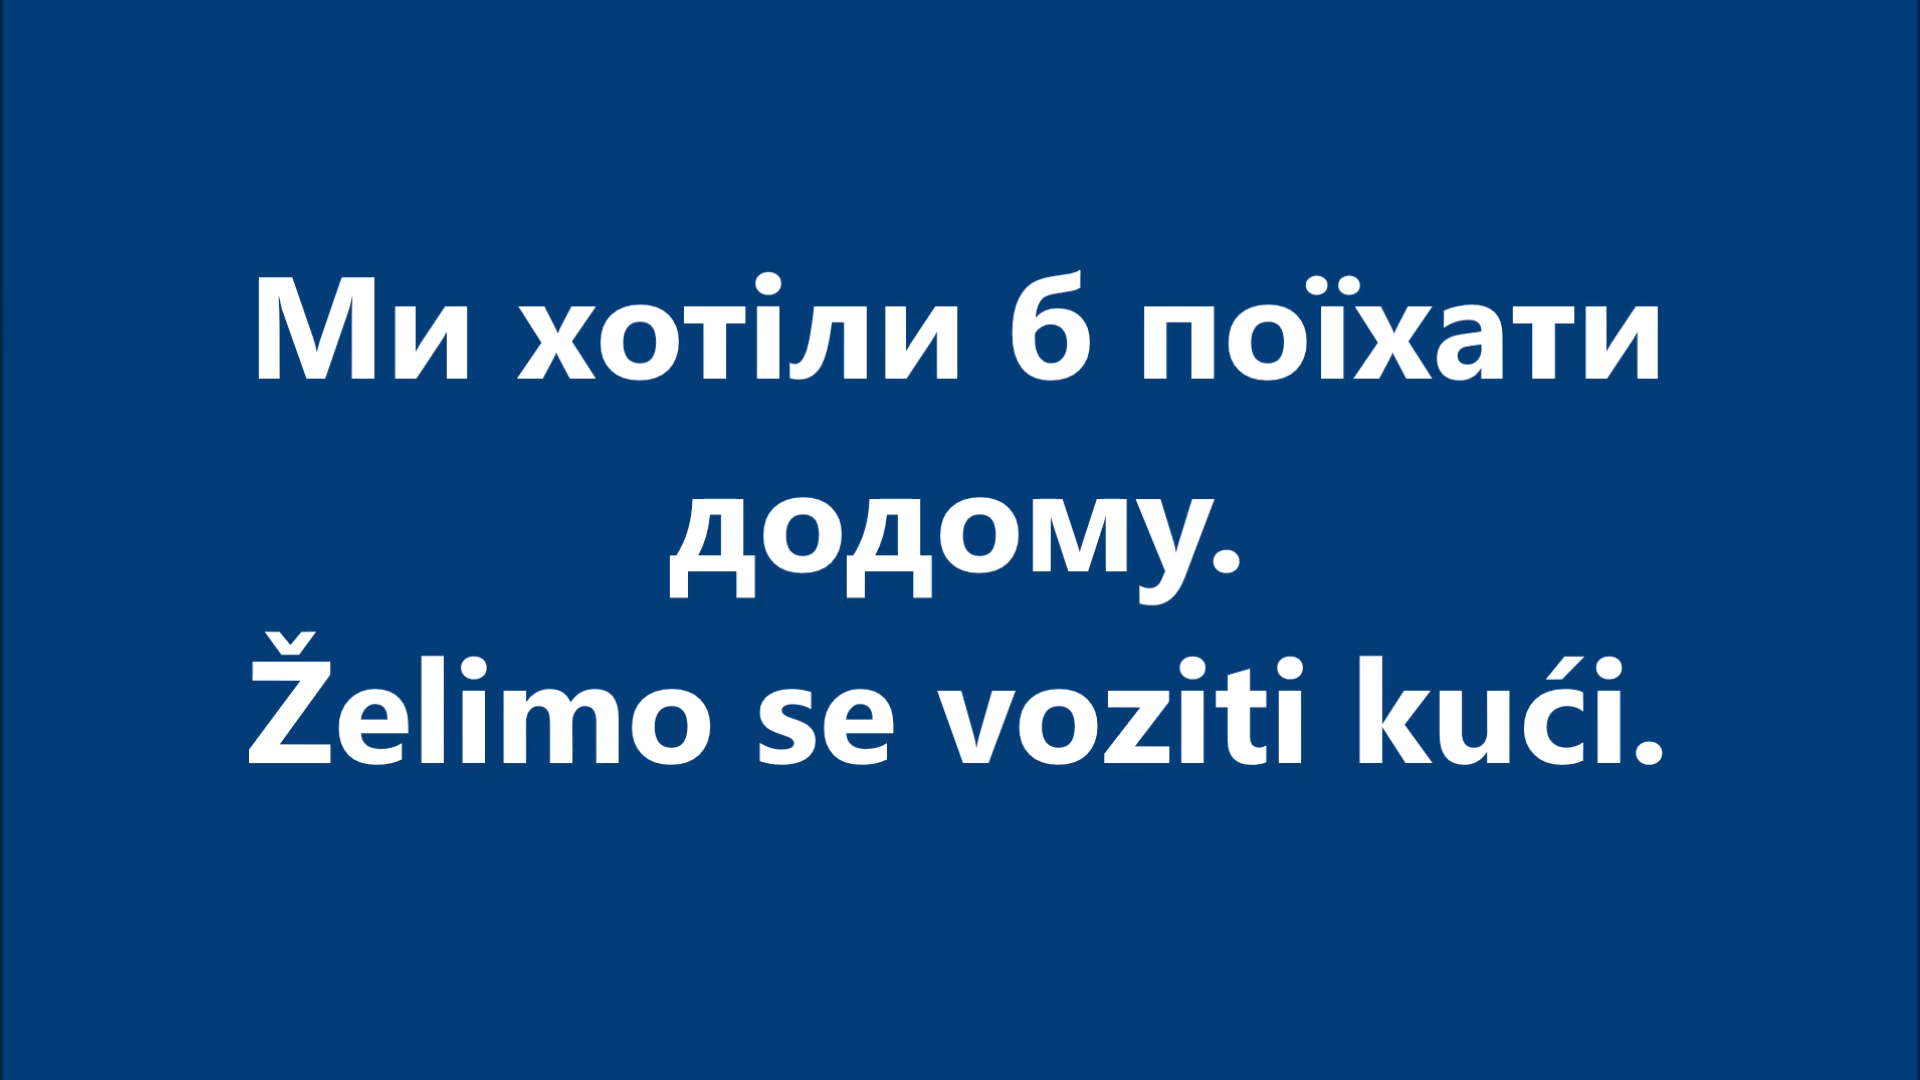 Ми хотіли б поїхати
додому.
Želimo se voziti kući.